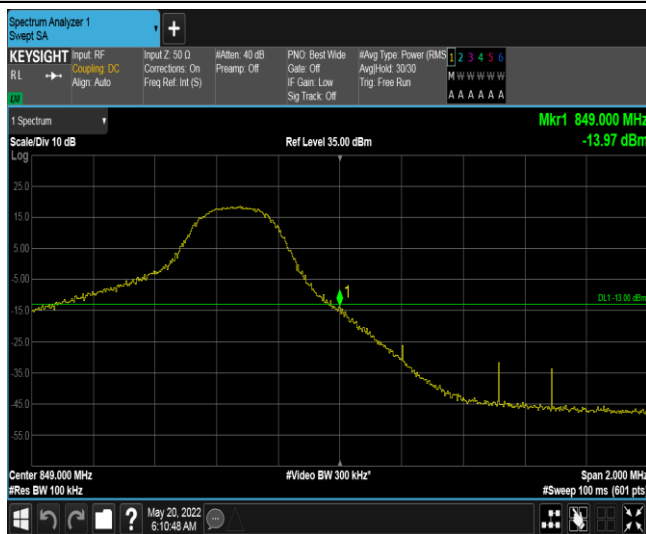 Spectrum Analyzer 1
Swept SA
KEYSIGHT
RL
LXI
Input: RF
Coupling: DC
Align: Auto
Input Z: 50 Ω
Corrections: On
Freq Ref: Int (S)
#Atten: 40 dB
Preamp: Off
PNO: Best Wide
Gate: Off
IF Gain: Low
Sig Track: Off
#Avg Type: Power (RMS
Avg|Hold: 30/30
Trig: Free Run
1 2 3 4 5 6
M W W W W W
A A A A A A
1 Spectrum
Mkr1 849.000 MHz
-13.97 dBm
Scale/Div 10 dB
Ref Level 35.00 dBm
Log
25.0
15.0
5.00
-5.00
1
DL1 -13.00 dBm
-15.0
-25.0
-35.0
-45.0
-55.0
Center 849.000 MHz
#Video BW 300 kHz*
Span 2.000 MHz
#Res BW 100 kHz
#Sweep 100 ms (601 pts)
?
May 20, 2022
6:10:48 AM